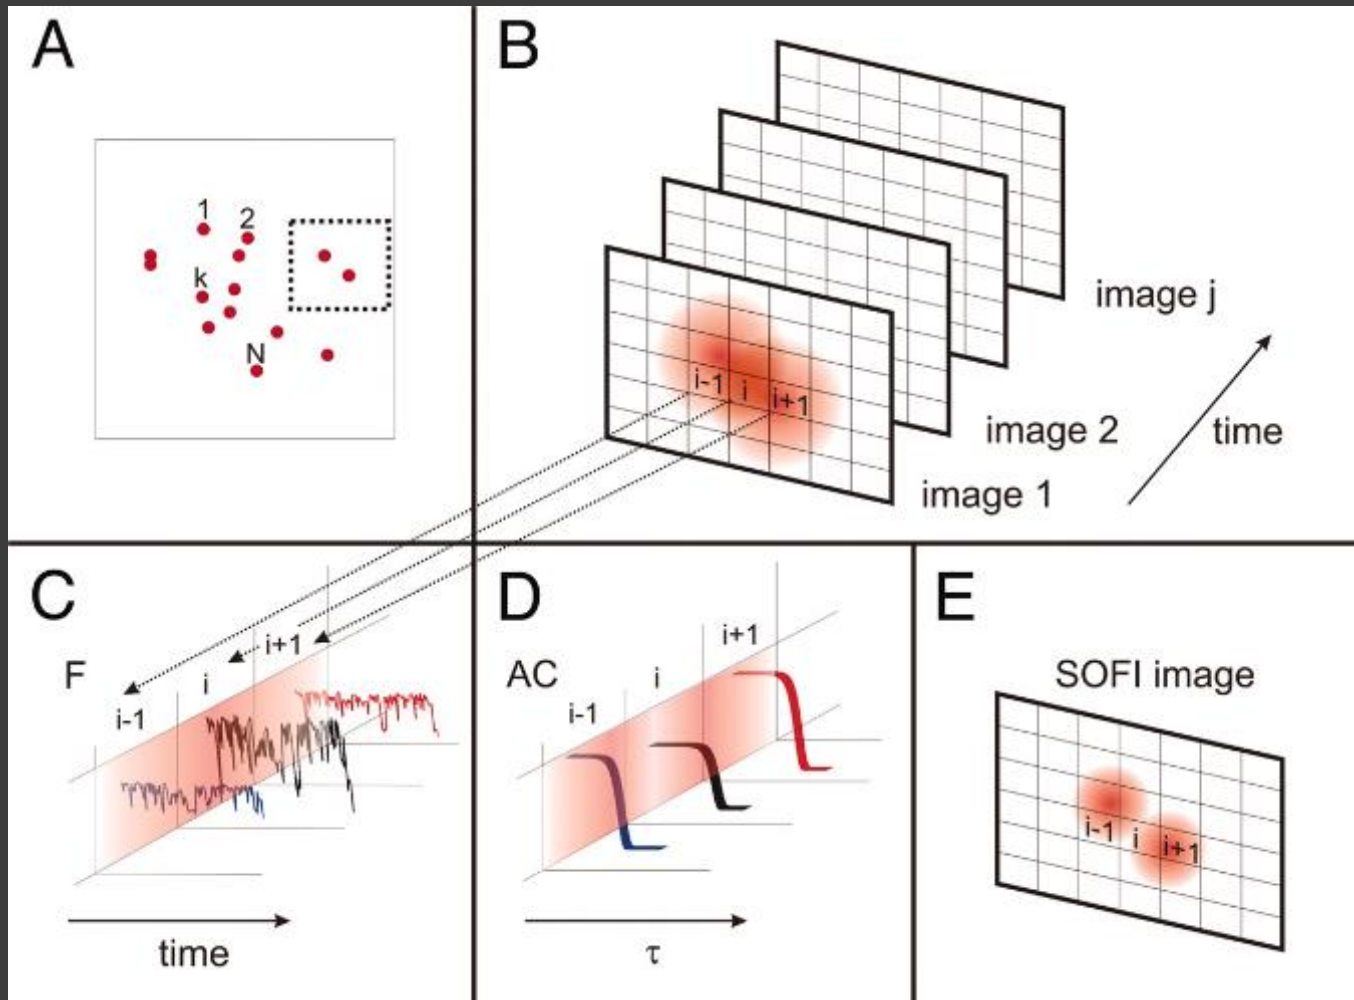 A
1
2
k
N
B
i-1
i
i+1
image j
image 2
time
image 1
C
F
i+1
i
i-1
time
D
AC
i+1
i
i-1
τ
E
SOFI image
i-1
i
i+1